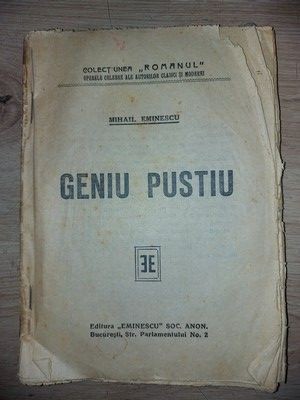 COLECȚIUNEA „ROMANUL"
OPERELE CELEBRE ALE AUTORILOR CLASICI ȘI MODERNI
MIHAIL EMINESCU
GENIU PUSTIU
EE
Editura „EMINESCU" SOC. ANON.
București, Str. Parlamentului No. 2